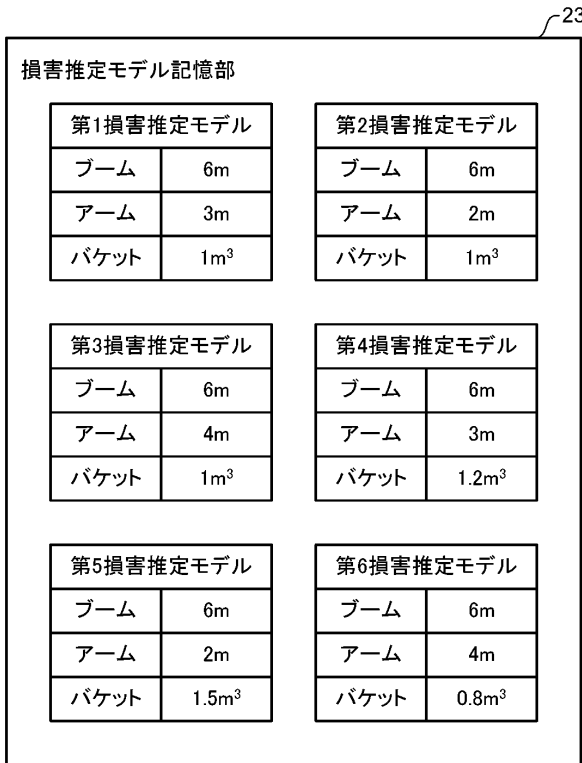 23
損害推定モデル記憶部
第1損害推定モデル
ブーム 6m
アーム 3m
バケット 1m³
第2損害推定モデル
ブーム 6m
アーム 2m
バケット 1m³
第3損害推定モデル
ブーム 6m
アーム 4m
バケット 1m³
第4損害推定モデル
ブーム 6m
アーム 3m
バケット 1.2m³
第5損害推定モデル
ブーム 6m
アーム 2m
バケット 1.5m³
第6損害推定モデル
ブーム 6m
アーム 4m
バケット 0.8m³